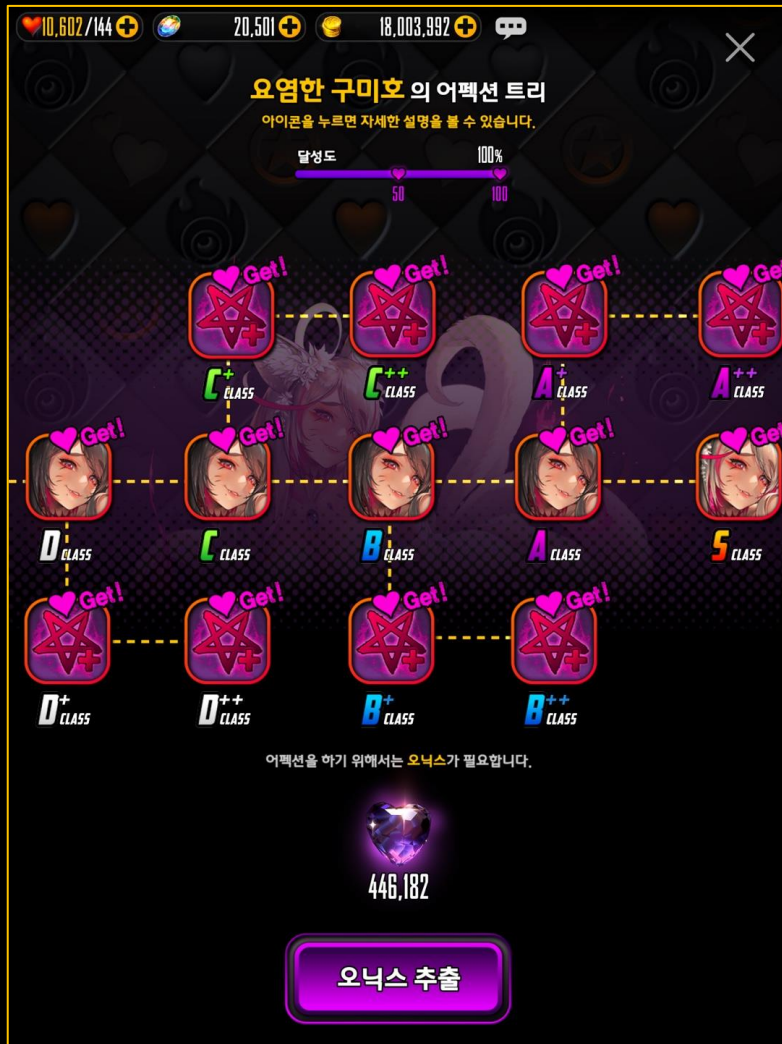 10,602/144 20,501 18,003,992
요염한 구미호 의 어펙션 트리
아이콘을 누르면 자세한 설명을 볼 수 있습니다.
달성도 100%
50 100
Get! Get! Get! Get!
C+ CLASS C++ CLASS A+ CLASS A++ CLASS
Get! Get! Get! Get! Get!
D CLASS C CLASS B CLASS A CLASS S CLASS
Get! Get! Get! Get!
D+ CLASS D++ CLASS B+ CLASS B++ CLASS
어펙션을 하기 위해서는 오닉스가 필요합니다.
446,182
오닉스 추출